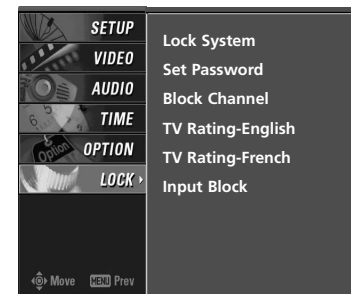 SETUP
VIDEO
AUDIO
TIME
OPTION
LOCK
Lock System
Set Password
Block Channel
TV Rating-English
TV Rating-French
Input Block
Move MENU Prev